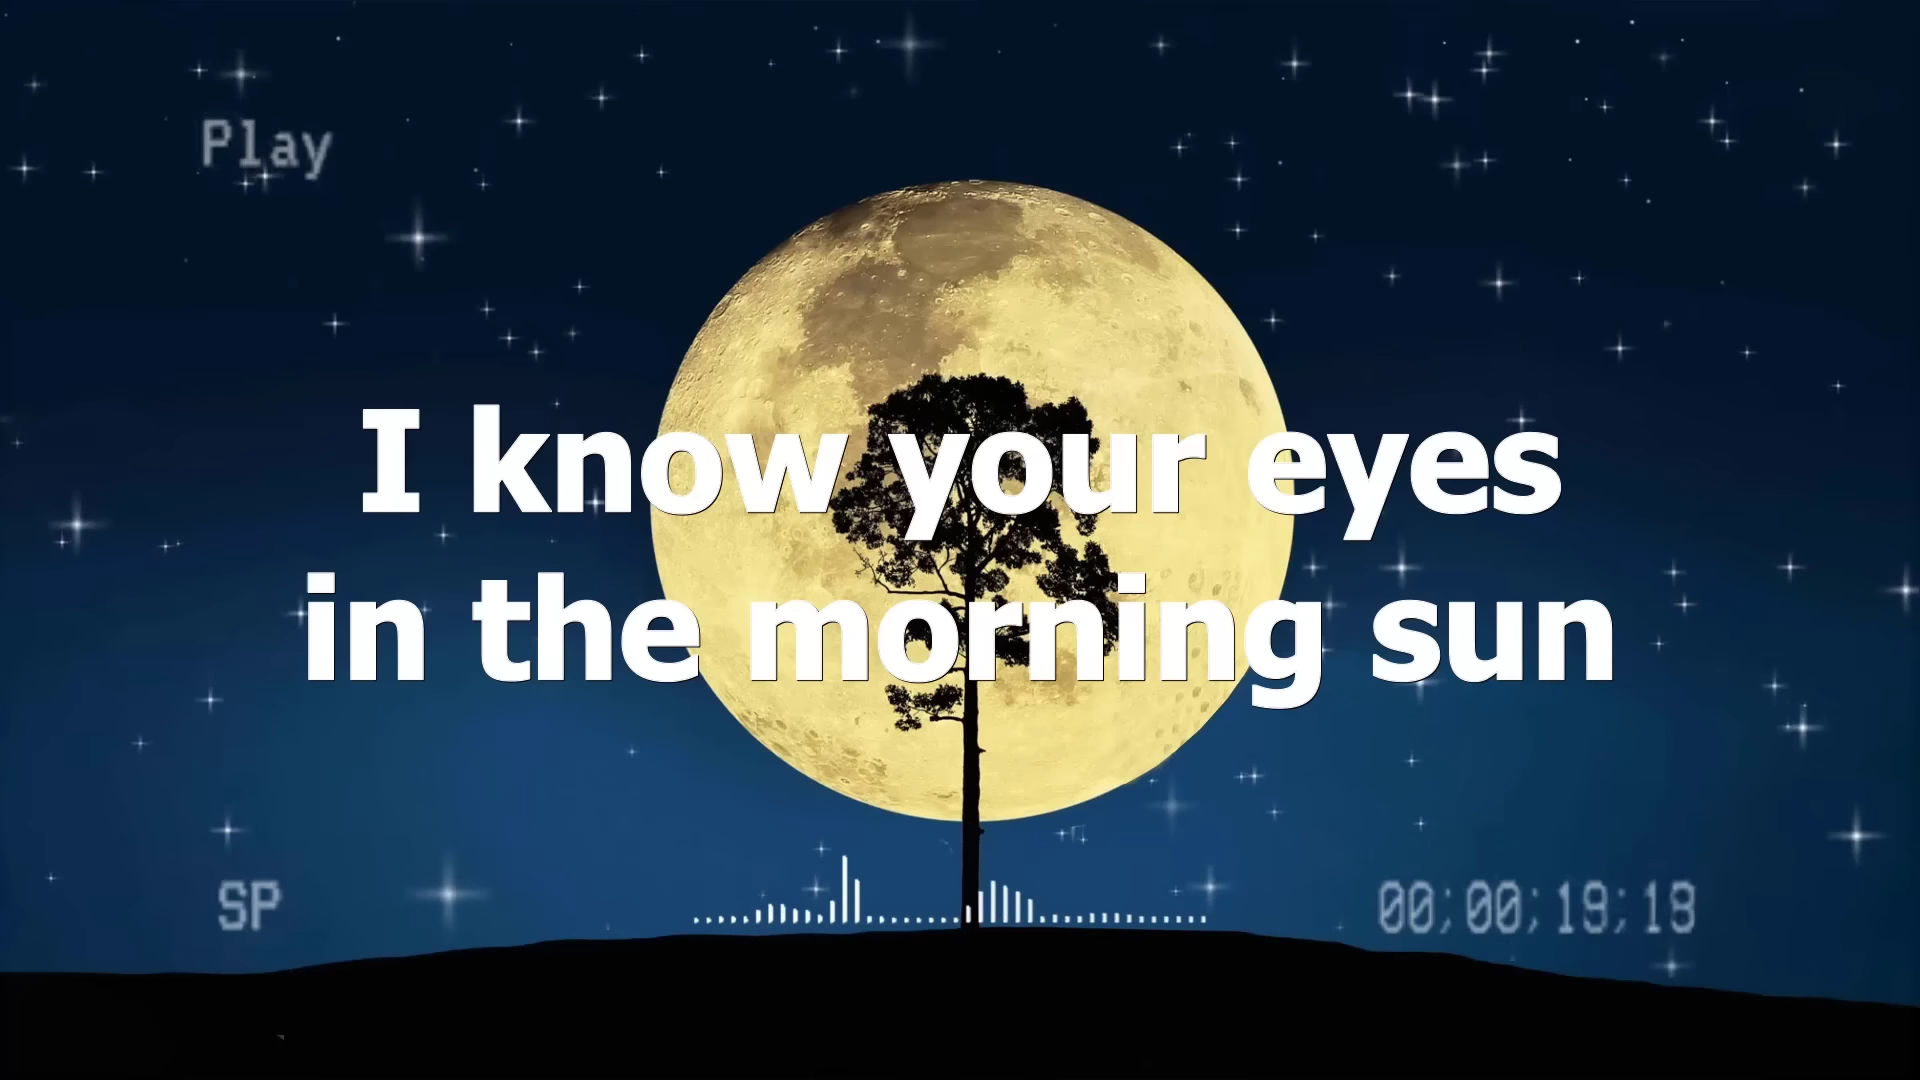 Play
I know your eyes
in the morning sun
SP
00;00;19;18